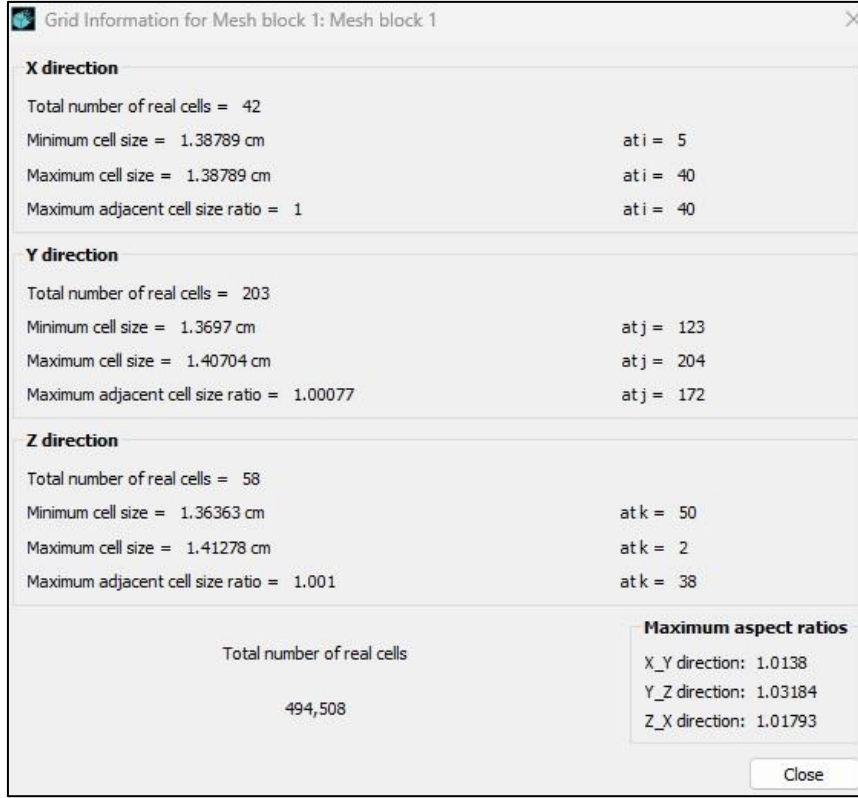 Grid Information for Mesh block 1: Mesh block 1
X direction
Total number of real cells = 42
Minimum cell size = 1.38789 cm at i = 5
Maximum cell size = 1.38789 cm at i = 40
Maximum adjacent cell size ratio = 1 at i = 40
Y direction
Total number of real cells = 203
Minimum cell size = 1.3697 cm at j = 123
Maximum cell size = 1.40704 cm at j = 204
Maximum adjacent cell size ratio = 1.00077 at j = 172
Z direction
Total number of real cells = 58
Minimum cell size = 1.36363 cm at k = 50
Maximum cell size = 1.41278 cm at k = 2
Maximum adjacent cell size ratio = 1.001 at k = 38
Total number of real cells
494,508
Maximum aspect ratios
X_Y direction: 1.0138
Y_Z direction: 1.03184
Z_X direction: 1.01793
Close